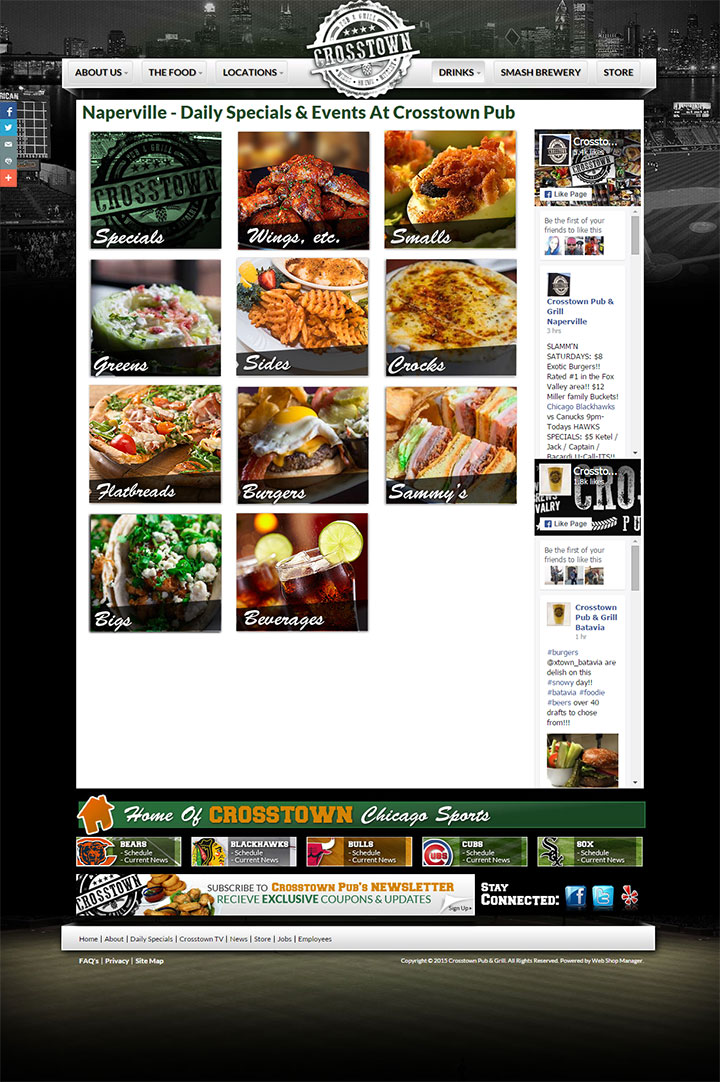 PUB & GRILL
CROSSTOWN
ABOUT US
THE FOOD
LOCATIONS
DRINKS
SMASH BREWERY
STORE
Naperville - Daily Specials & Events At Crosstown Pub
CROSSTOWN
Specials
Wings, etc.
Smalls
Greens
Sides
Crocks
Flatbreads
Burgers
Sammy's
Bigs
Beverages
Crossto...
Like Page
Be the first of your
friends to like this
Crosstown Pub &
Grill
Naperville
3 hrs
SLAMM'N
SATURDAYS: $8
Exotic Burgers!!
Rated #1 in the Fox
Valley area!! $12
Miller family Buckets!
Chicago Blackhawks
vs Canucks 9pm-
Todays HAWKS
SPECIALS: $5 Ketel /
Jack / Captain /
Bacardi U-Call-ITS!!
Crossto...
1.8k likes
Like Page
Be the first of your
friends to like this
Crosstown
Pub & Grill
Batavia
1 hr
#burgers
@xtown_batavia are
delish on this
#snowy day!!
#batavia #foodie
#beers over 40
drafts to chose
from!!!
Home Of CROSSTOWN Chicago Sports
BEARS
- Schedule
- Current News
BLACKHAWKS
- Schedule
- Current News
BULLS
- Schedule
- Current News
CUBS
- Schedule
- Current News
SOX
- Schedule
- Current News
CROSSTOWN
SUBSCRIBE TO CROSSTOWN PUB'S NEWSLETTER
RECIEVE EXCLUSIVE COUPONS & UPDATES
Sign Up
STAY
CONNECTED:
Home | About | Daily Specials | Crosstown TV | News | Store | Jobs | Employees
FAQ's | Privacy | Site Map
Copyright © 2015 Crosstown Pub & Grill. All Rights Reserved. Powered by Web Shop Manager.